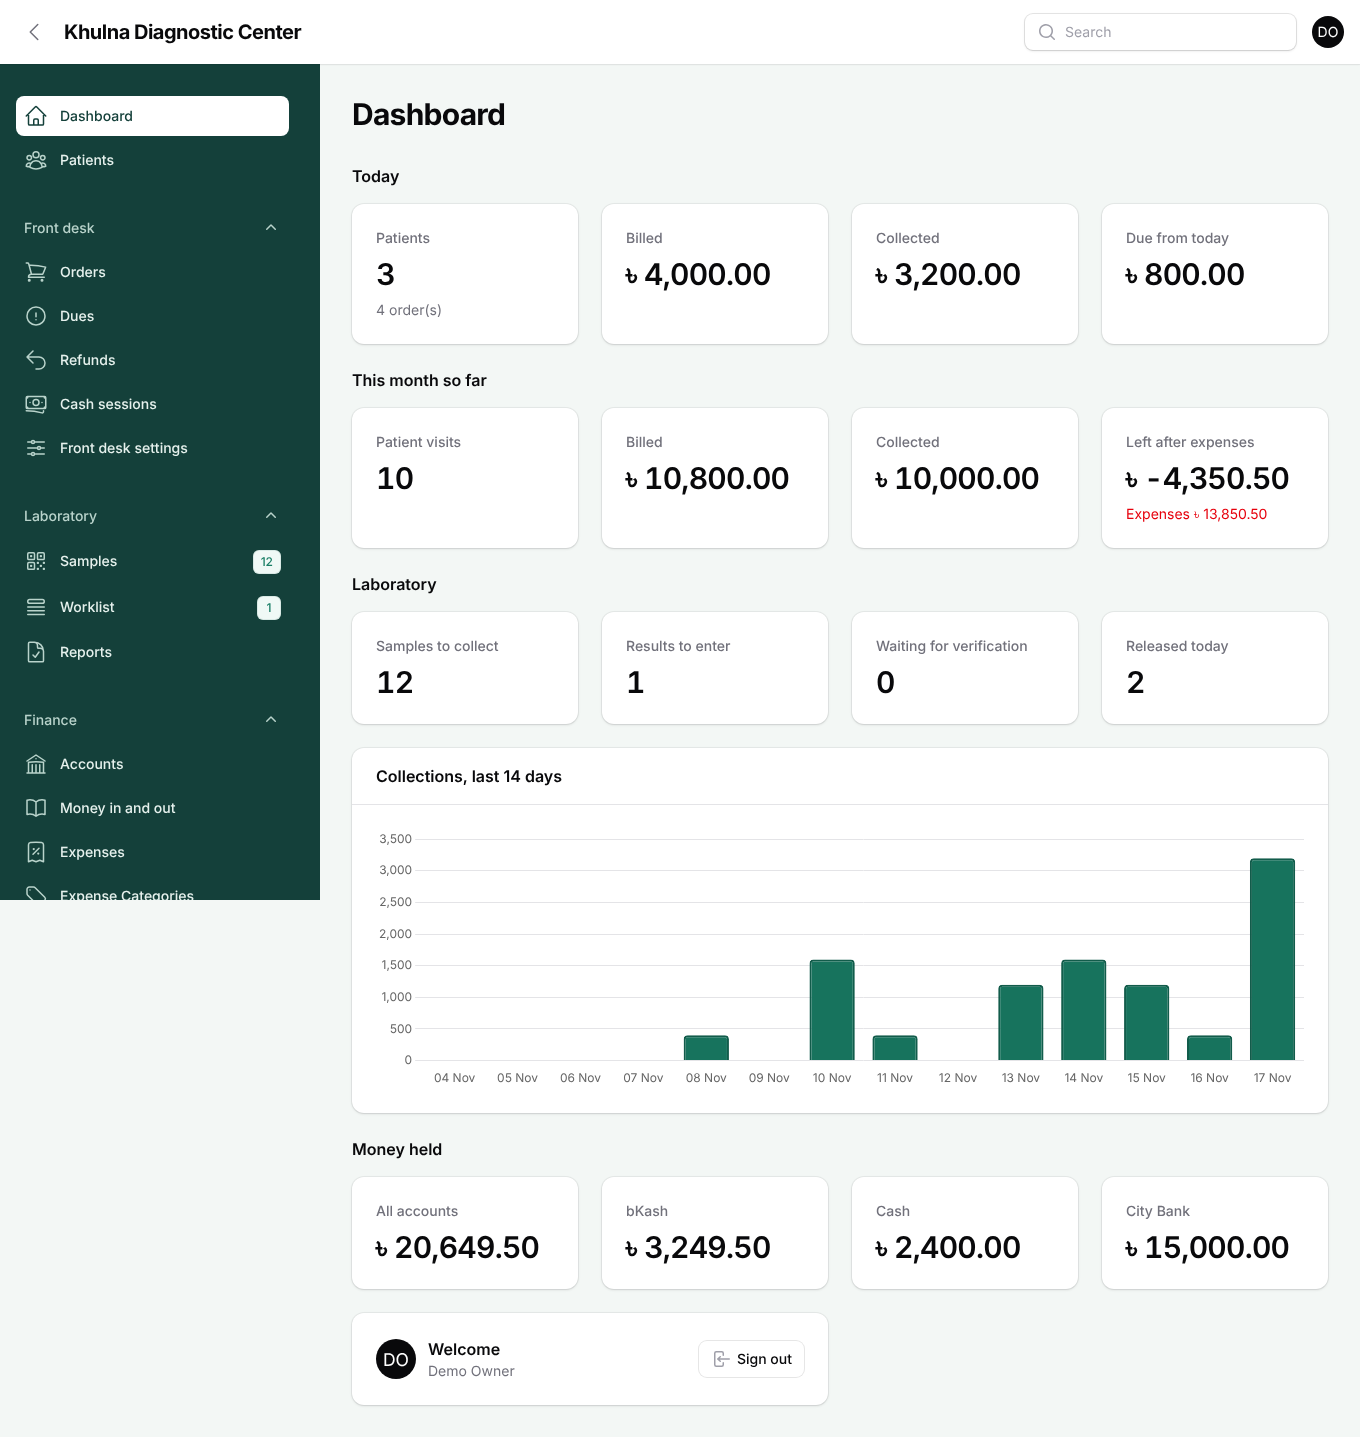 Khulna Diagnostic Center
Search
DO
Dashboard
Patients
Front desk
Orders
Dues
Refunds
Cash sessions
Front desk settings
Laboratory
Samples 12
Worklist 1
Reports
Finance
Accounts
Money in and out
Expenses
Expense Categories
Dashboard
Today
Patients
3
4 order(s)
Billed
৳ 4,000.00
Collected
৳ 3,200.00
Due from today
৳ 800.00
This month so far
Patient visits
10
Billed
৳ 10,800.00
Collected
৳ 10,000.00
Left after expenses
৳ -4,350.50
Expenses ৳ 13,850.50
Laboratory
Samples to collect
12
Results to enter
1
Waiting for verification
0
Released today
2
Collections, last 14 days
3,500
3,000
2,500
2,000
1,500
1,000
500
0
04 Nov 05 Nov 06 Nov 07 Nov 08 Nov 09 Nov 10 Nov 11 Nov 12 Nov 13 Nov 14 Nov 15 Nov 16 Nov 17 Nov
Money held
All accounts
৳ 20,649.50
bKash
৳ 3,249.50
Cash
৳ 2,400.00
City Bank
৳ 15,000.00
DO
Welcome
Demo Owner
Sign out